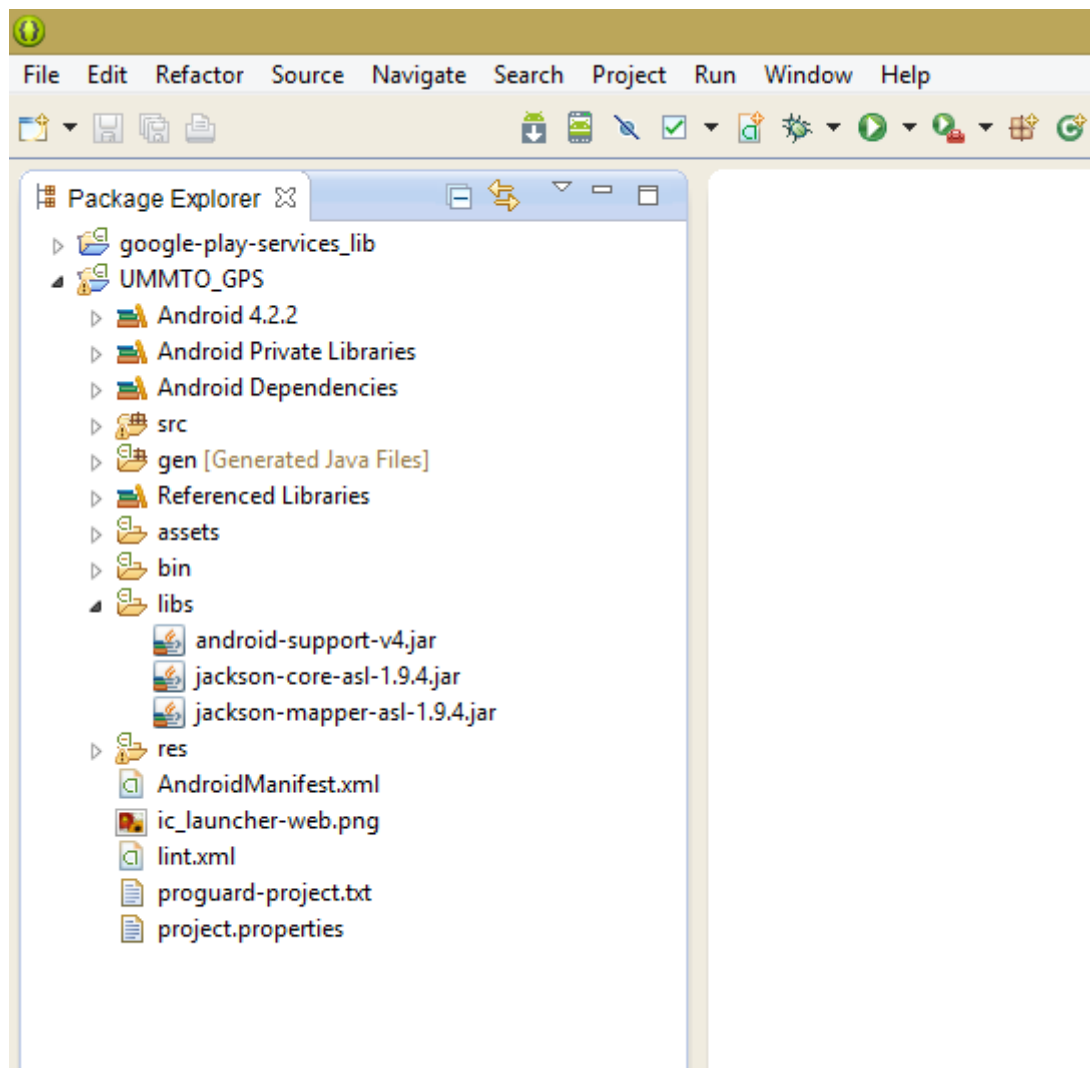 File Edit Refactor Source Navigate Search Project Run Window Help
Package Explorer
google-play-services_lib
UMMTO_GPS
Android 4.2.2
Android Private Libraries
Android Dependencies
src
gen [Generated Java Files]
Referenced Libraries
assets
bin
libs
android-support-v4.jar
jackson-core-asl-1.9.4.jar
jackson-mapper-asl-1.9.4.jar
res
AndroidManifest.xml
ic_launcher-web.png
lint.xml
proguard-project.txt
project.properties